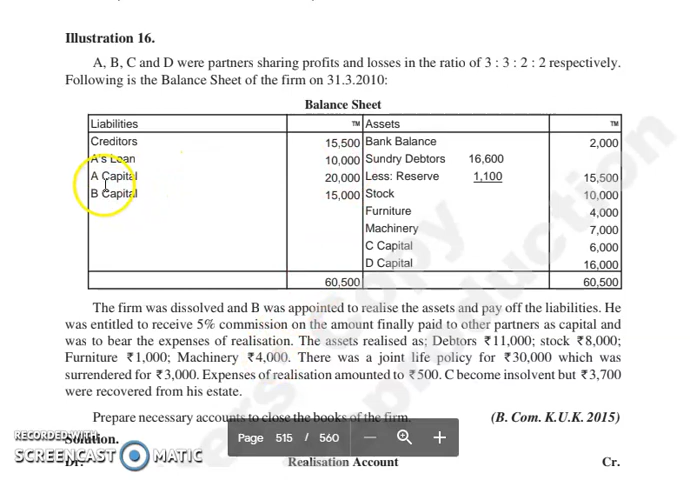 Illustration 16.
A, B, C and D were partners sharing profits and losses in the ratio of 3 : 3 : 2 : 2 respectively.
Following is the Balance Sheet of the firm on 31.3.2010:
Balance Sheet
Liabilities ™ Assets ™
Creditors 15,500 Bank Balance 2,000
A's Loan 10,000 Sundry Debtors 16,600
A Capital 20,000 Less: Reserve 1,100 15,500
B Capital 15,000 Stock 10,000
Furniture 4,000
Machinery 7,000
C Capital 6,000
D Capital 16,000
60,500 60,500
The firm was dissolved and B was appointed to realise the assets and pay off the liabilities. He
was entitled to receive 5% commission on the amount finally paid to other partners as capital and
was to bear the expenses of realisation. The assets realised as; Debtors ₹11,000; stock ₹8,000;
Furniture ₹1,000; Machinery ₹4,000. There was a joint life policy for ₹30,000 which was
surrendered for ₹3,000. Expenses of realisation amounted to ₹500. C become insolvent but ₹3,700
were recovered from his estate.
Prepare necessary accounts to close the books of the firm. (B. Com. K.U.K. 2015)
Solution.
Page 515 / 560
RECORDED WITH
SCREENCAST MATIC
Dr. Realisation Account Cr.